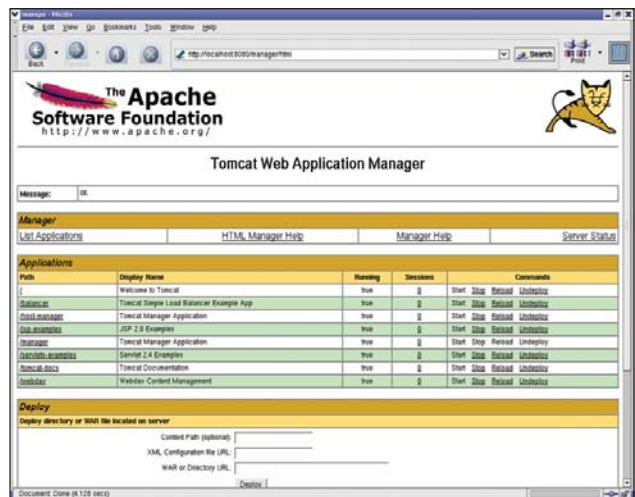 manager - Mozilla
File Edit View Go Bookmarks Tools Window Help
Back http://localhost:8080/manager/html Search Print
The Apache
Software Foundation
http://www.apache.org/
Tomcat Web Application Manager
Message: OK
Manager
List Applications HTML Manager Help Manager Help Server Status
Applications
Path Display Name Running Sessions Commands
/ Welcome to Tomcat true 0 Start Stop Reload Undeploy
/balancer Tomcat Simple Load Balancer Example App true 0 Start Stop Reload Undeploy
/host-manager Tomcat Manager Application true 0 Start Stop Reload Undeploy
/jsp-examples JSP 2.0 Examples true 0 Start Stop Reload Undeploy
/manager Tomcat Manager Application true 0 Start Stop Reload Undeploy
/servlets-examples Servlet 2.4 Examples true 0 Start Stop Reload Undeploy
/tomcat-docs Tomcat Documentation true 0 Start Stop Reload Undeploy
/webdav Webdav Content Management true 0 Start Stop Reload Undeploy
Deploy
Deploy directory or WAR file located on server
Context Path (optional):
XML Configuration file URL:
WAR or Directory URL:
Deploy
Document: Done (4.126 secs)